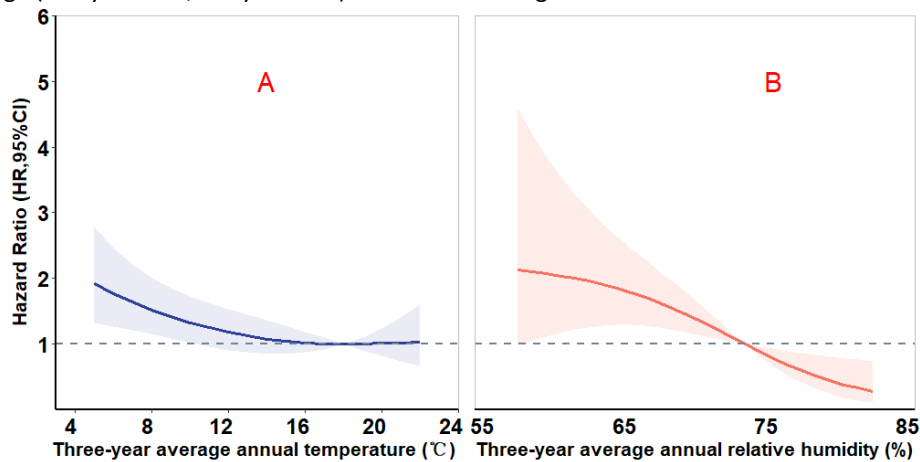 A
B
Hazard Ratio (HR,95%CI)
6
5
4
3
2
1
4 8 12 16 20 24
55 65 75 85
Three-year average annual temperature (℃)
Three-year average annual relative humidity (%)